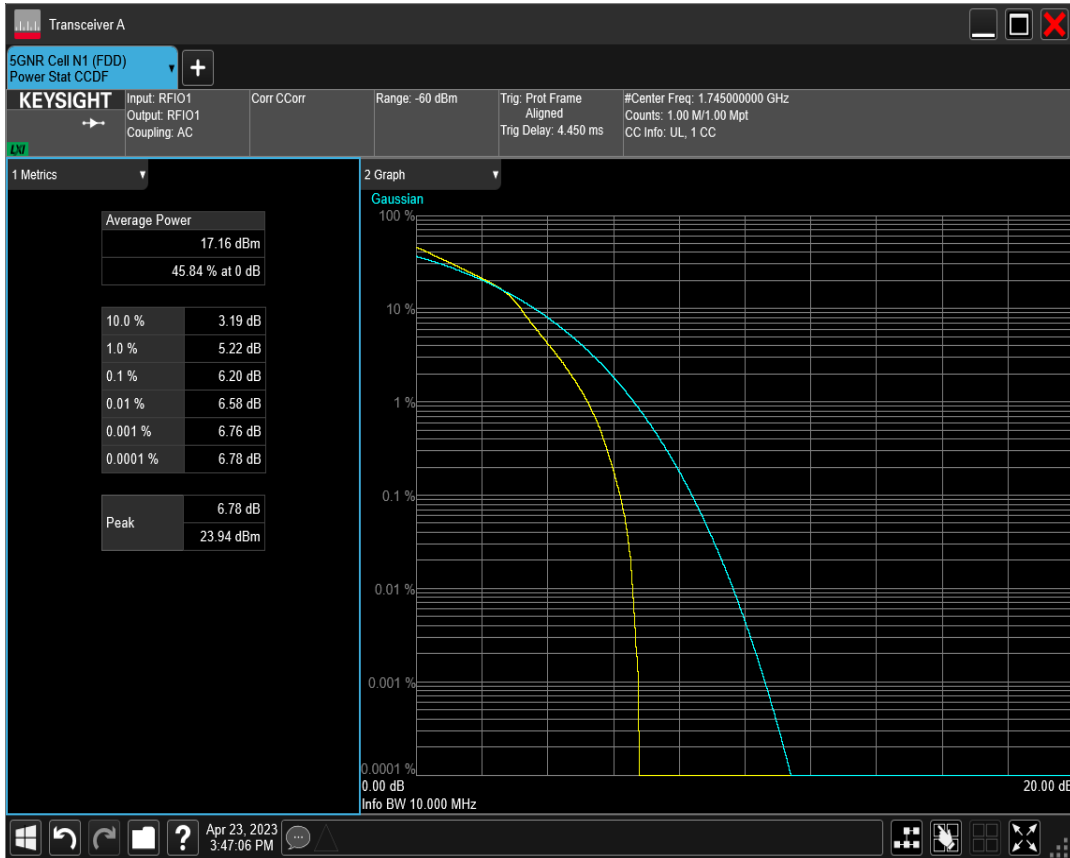 Transceiver A
5GNR Cell N1 (FDD)
Power Stat CCDF
+
KEYSIGHT
LXI
Input: RFIO1
Output: RFIO1
Coupling: AC
Corr CCorr
Range: -60 dBm
Trig: Prot Frame
Aligned
Trig Delay: 4.450 ms
#Center Freq: 1.745000000 GHz
Counts: 1.00 M/1.00 Mpt
CC Info: UL, 1 CC
1 Metrics
Average Power
17.16 dBm
45.84 % at 0 dB
10.0 % 3.19 dB
1.0 % 5.22 dB
0.1 % 6.20 dB
0.01 % 6.58 dB
0.001 % 6.76 dB
0.0001 % 6.78 dB
Peak
6.78 dB
23.94 dBm
2 Graph
Gaussian
100 %
10 %
1 %
0.1 %
0.01 %
0.001 %
0.0001 %
0.00 dB 20.00 dB
Info BW 10.000 MHz
?
Apr 23, 2023
3:47:06 PM